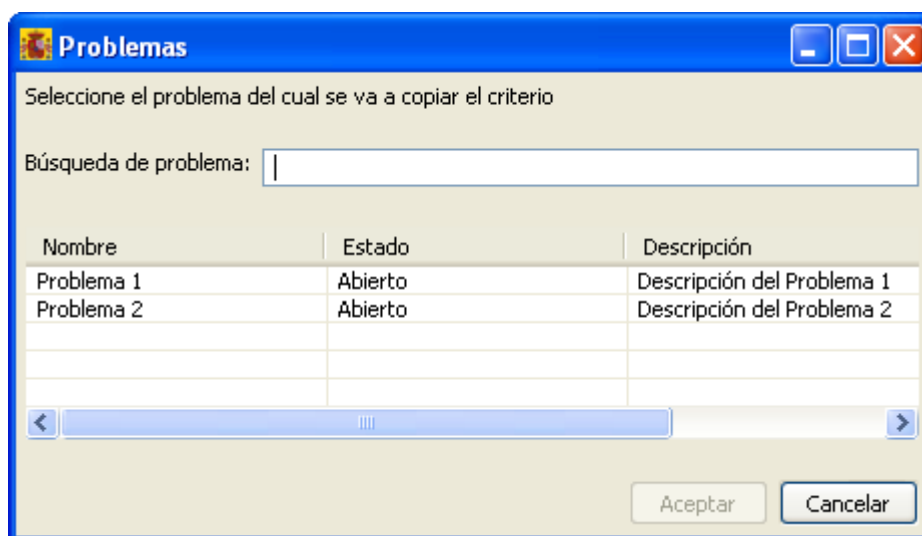 Problemas
Seleccione el problema del cual se va a copiar el criterio
Búsqueda de problema:
Nombre Estado Descripción
Problema 1 Abierto Descripción del Problema 1
Problema 2 Abierto Descripción del Problema 2
Aceptar Cancelar